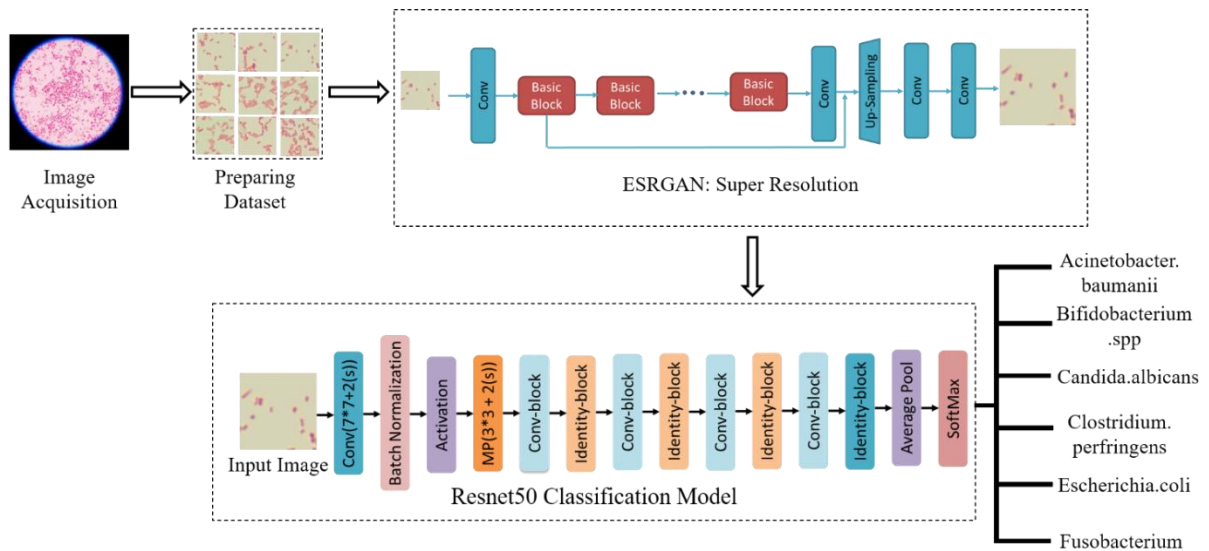 Image
Acquisition
Preparing
Dataset
Conv
Basic
Block
Basic
Block
Basic
Block
Conv
Up-Sampling
Conv
Conv
ESRGAN: Super Resolution
Input Image
Conv(7*7+2(s))
Batch Normalization
Activation
MP(3*3 + 2(s))
Conv-block
Identity-block
Conv-block
Identity-block
Conv-block
Identity-block
Conv-block
Identity-block
Average Pool
SoftMax
Resnet50 Classification Model
Acinetobacter.
baumanii
Bifidobacterium
.spp
Candida.albicans
Clostridium.
perfringens
Escherichia.coli
Fusobacterium